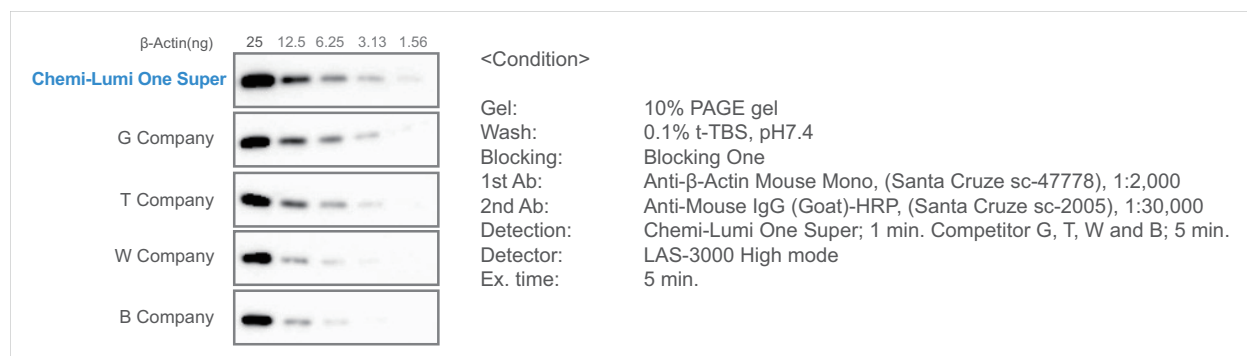 β-Actin(ng) 25 12.5 6.25 3.13 1.56
Chemi-Lumi One Super
G Company
T Company
W Company
B Company
<Condition>
Gel: 10% PAGE gel
Wash: 0.1% t-TBS, pH7.4
Blocking: Blocking One
1st Ab: Anti-β-Actin Mouse Mono, (Santa Cruze sc-47778), 1:2,000
2nd Ab: Anti-Mouse IgG (Goat)-HRP, (Santa Cruze sc-2005), 1:30,000
Detection: Chemi-Lumi One Super; 1 min. Competitor G, T, W and B; 5 min.
Detector: LAS-3000 High mode
Ex. time: 5 min.